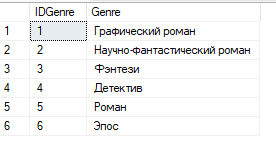 IDGenre Genre
1 1 Графический роман
2 2 Научно-фантастический роман
3 3 Фэнтези
4 4 Детектив
5 5 Роман
6 6 Эпос